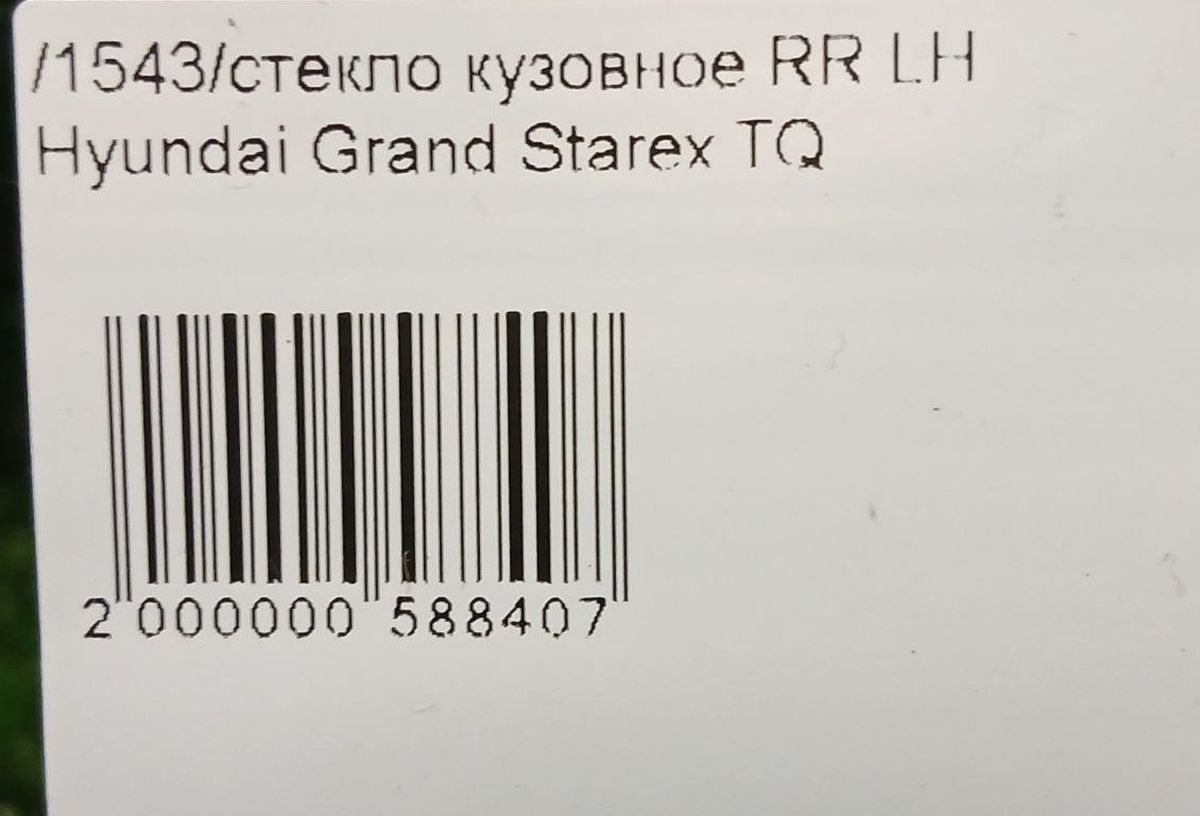 /1543/стекло кузовное RR LH
Hyundai Grand Starex TQ
2 000000 588407